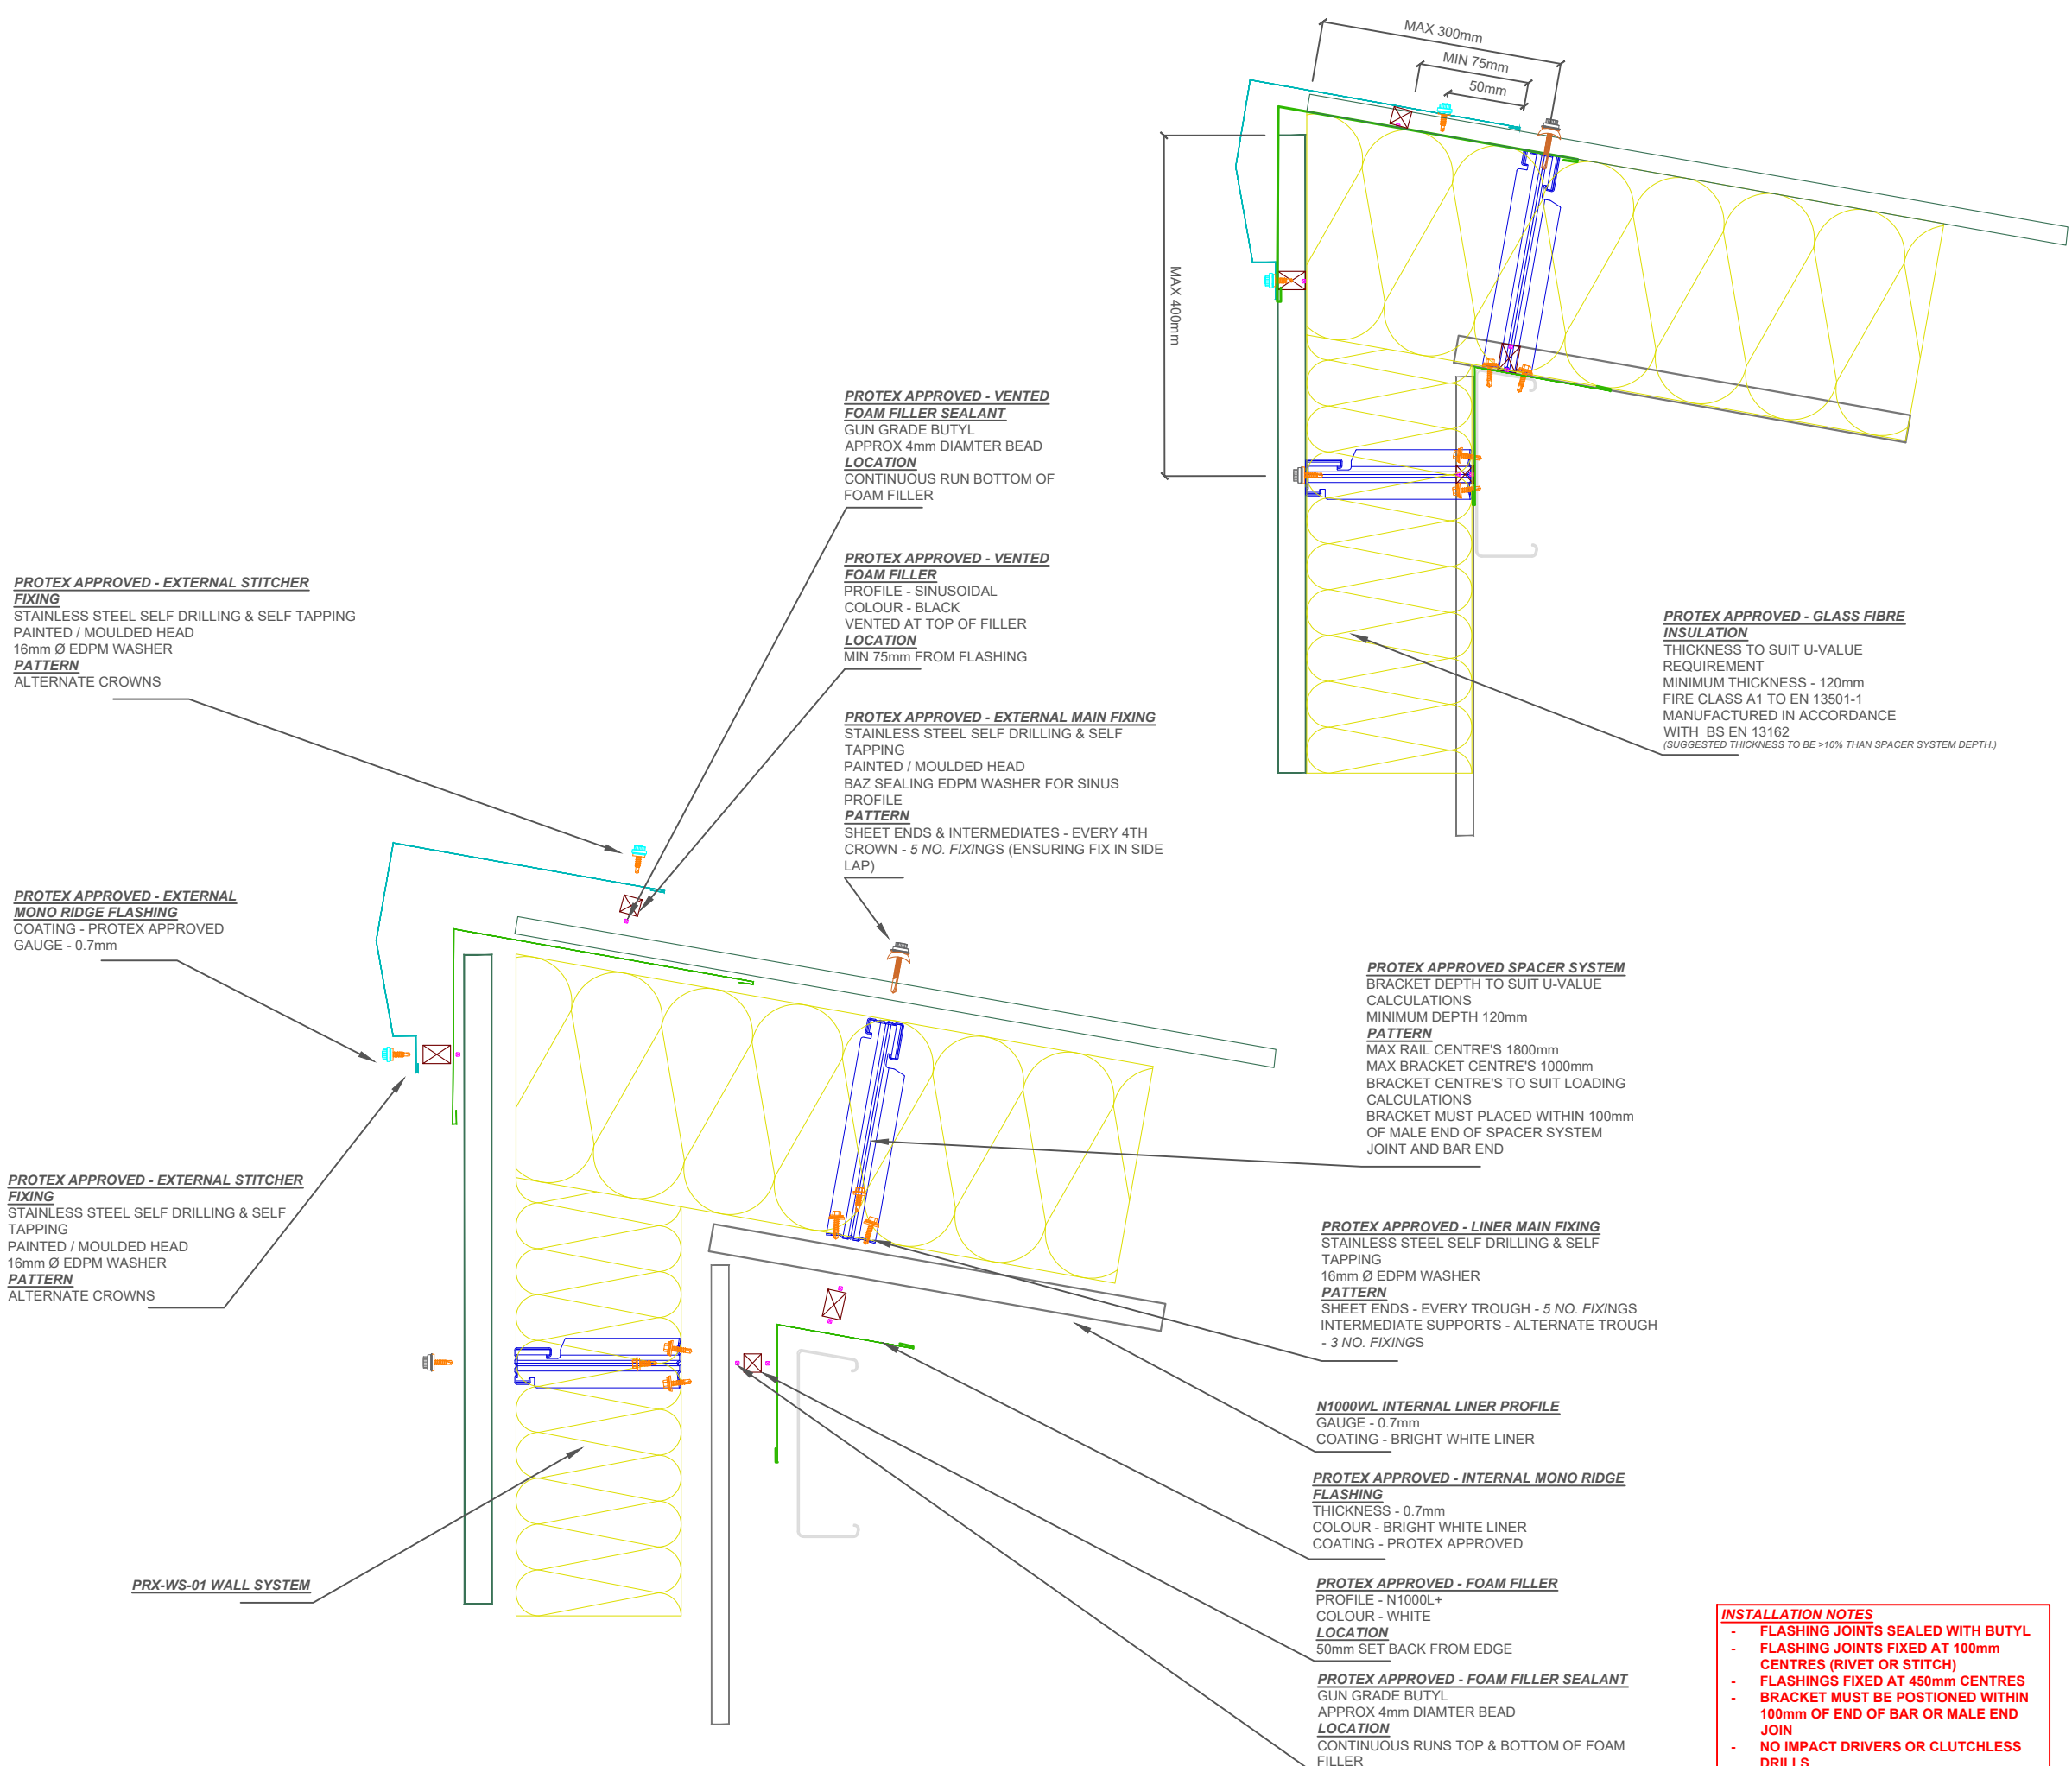 MAX 300mm
MIN 75mm
50mm
MAX 400mm
PROTEX APPROVED - VENTED
FOAM FILLER SEALANT
GUN GRADE BUTYL
APPROX 4mm DIAMTER BEAD
LOCATION
CONTINUOUS RUN BOTTOM OF
FOAM FILLER
PROTEX APPROVED - VENTED
FOAM FILLER
PROFILE - SINUSOIDAL
COLOUR - BLACK
VENTED AT TOP OF FILLER
LOCATION
MIN 75mm FROM FLASHING
PROTEX APPROVED - EXTERNAL STITCHER
FIXING
STAINLESS STEEL SELF DRILLING & SELF TAPPING
PAINTED / MOULDED HEAD
16mm Ø EDPM WASHER
PATTERN
ALTERNATE CROWNS
PROTEX APPROVED - GLASS FIBRE
INSULATION
THICKNESS TO SUIT U-VALUE
REQUIREMENT
MINIMUM THICKNESS - 120mm
FIRE CLASS A1 TO EN 13501-1
MANUFACTURED IN ACCORDANCE
WITH  BS EN 13162
(SUGGESTED THICKNESS TO BE >10% THAN SPACER SYSTEM DEPTH.)
PROTEX APPROVED - EXTERNAL MAIN FIXING
STAINLESS STEEL SELF DRILLING & SELF
TAPPING
PAINTED / MOULDED HEAD
BAZ SEALING EDPM WASHER FOR SINUS
PROFILE
PATTERN
SHEET ENDS & INTERMEDIATES - EVERY 4TH
CROWN - 5 NO. FIXINGS (ENSURING FIX IN SIDE
LAP)
PROTEX APPROVED - EXTERNAL
MONO RIDGE FLASHING
COATING - PROTEX APPROVED
GAUGE - 0.7mm
PROTEX APPROVED SPACER SYSTEM
BRACKET DEPTH TO SUIT U-VALUE
CALCULATIONS
MINIMUM DEPTH 120mm
PATTERN
MAX RAIL CENTRE'S 1800mm
MAX BRACKET CENTRE'S 1000mm
BRACKET CENTRE'S TO SUIT LOADING
CALCULATIONS
BRACKET MUST PLACED WITHIN 100mm
OF MALE END OF SPACER SYSTEM
JOINT AND BAR END
PROTEX APPROVED - EXTERNAL STITCHER
FIXING
STAINLESS STEEL SELF DRILLING & SELF
TAPPING
PAINTED / MOULDED HEAD
16mm Ø EDPM WASHER
PATTERN
ALTERNATE CROWNS
PROTEX APPROVED - LINER MAIN FIXING
STAINLESS STEEL SELF DRILLING & SELF
TAPPING
16mm Ø EDPM WASHER
PATTERN
SHEET ENDS - EVERY TROUGH - 5 NO. FIXINGS
INTERMEDIATE SUPPORTS - ALTERNATE TROUGH
- 3 NO. FIXINGS
N1000WL INTERNAL LINER PROFILE
GAUGE - 0.7mm
COATING - BRIGHT WHITE LINER
PROTEX APPROVED - INTERNAL MONO RIDGE
FLASHING
THICKNESS - 0.7mm
COLOUR - BRIGHT WHITE LINER
COATING - PROTEX APPROVED
PRX-WS-01 WALL SYSTEM
PROTEX APPROVED - FOAM FILLER
PROFILE - N1000L+
COLOUR - WHITE
LOCATION
50mm SET BACK FROM EDGE
PROTEX APPROVED - FOAM FILLER SEALANT
GUN GRADE BUTYL
APPROX 4mm DIAMTER BEAD
LOCATION
CONTINUOUS RUNS TOP & BOTTOM OF FOAM
FILLER
INSTALLATION NOTES
- FLASHING JOINTS SEALED WITH BUTYL
- FLASHING JOINTS FIXED AT 100mm
CENTRES (RIVET OR STITCH)
- FLASHINGS FIXED AT 450mm CENTRES
- BRACKET MUST BE POSTIONED WITHIN
100mm OF END OF BAR OR MALE END
JOIN
- NO IMPACT DRIVERS OR CLUTCHLESS
DRILLS